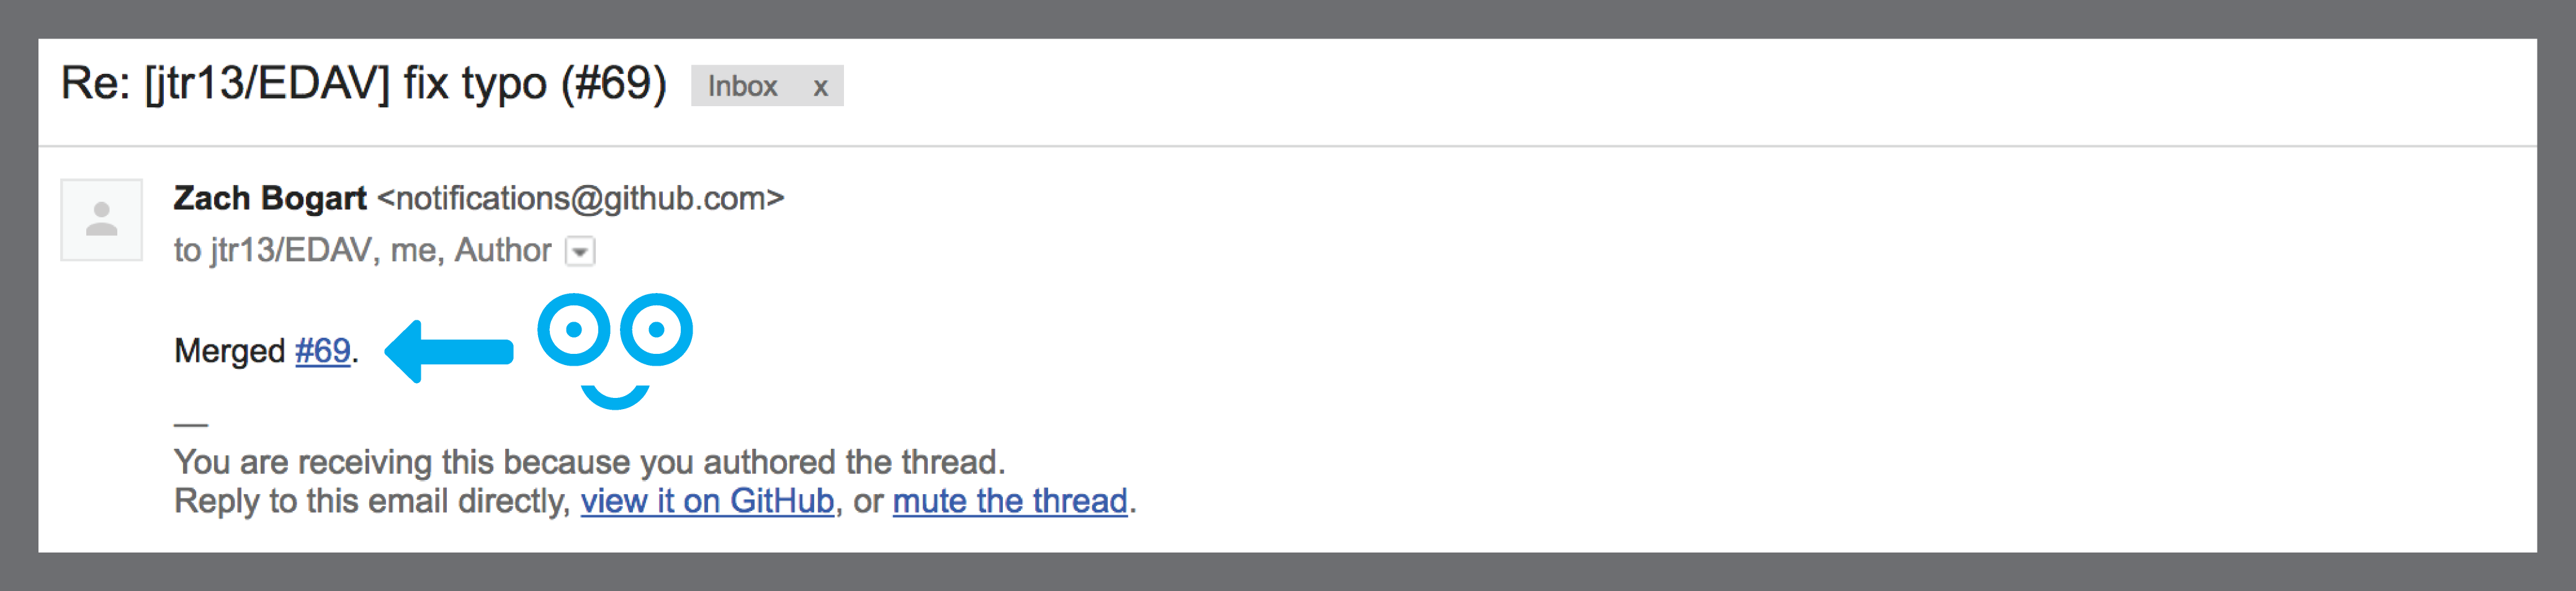 Re: [jtr13/EDAV] fix typo (#69) Inbox x
Zach Bogart <notifications@github.com>
to jtr13/EDAV, me, Author
Merged #69.
—
You are receiving this because you authored the thread.
Reply to this email directly, view it on GitHub, or mute the thread.